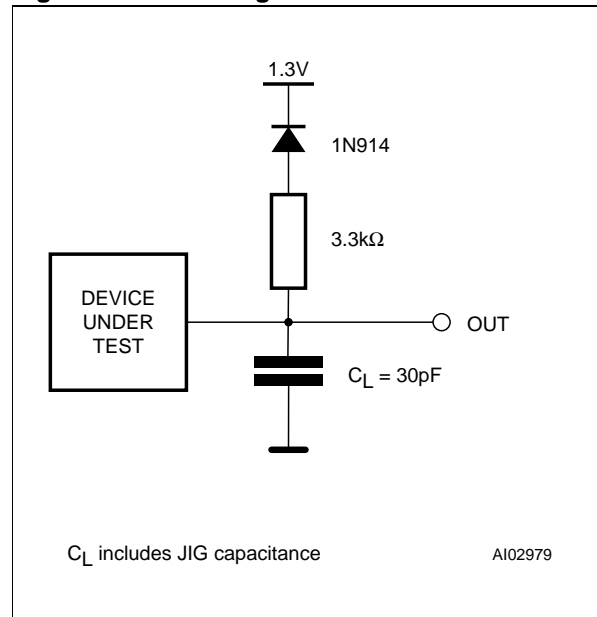 1.3V
1N914
3.3kΩ
DEVICE
UNDER
TEST
OUT
CL = 30pF
CL includes JIG capacitance
AI02979